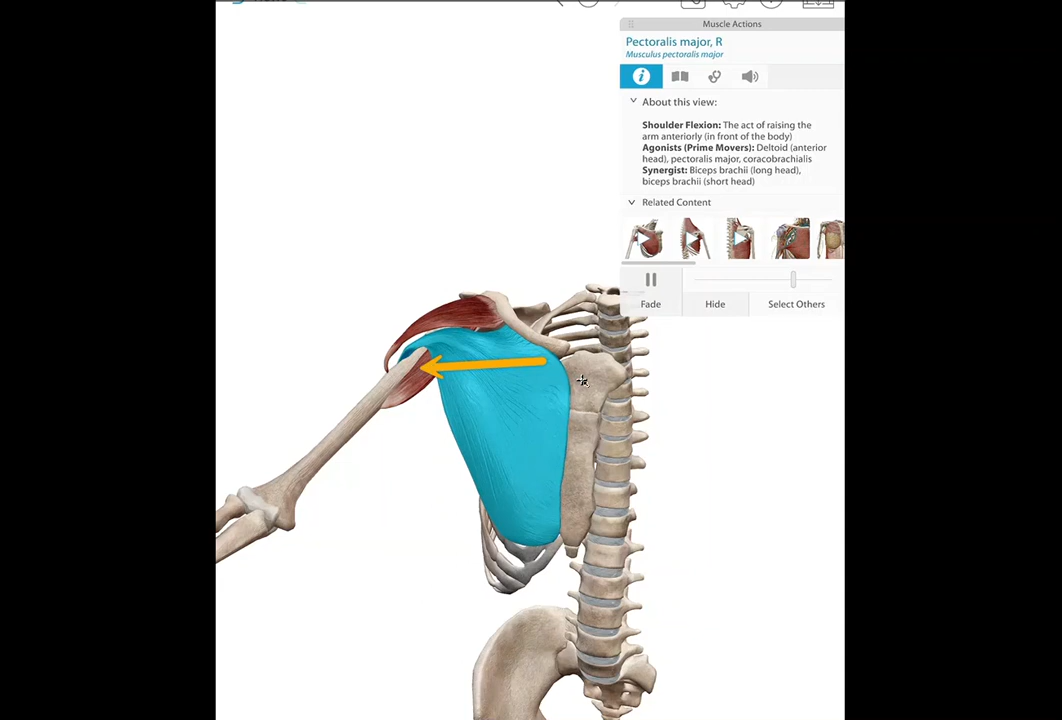 Muscle Actions
Pectoralis major, R
Musculus pectoralis major
About this view:
Shoulder Flexion: The act of raising the
arm anteriorly (in front of the body)
Agonists (Prime Movers): Deltoid (anterior
head), pectoralis major, coracobrachialis
Synergist: Biceps brachii (long head),
biceps brachii (short head)
Related Content
Fade Hide Select Others